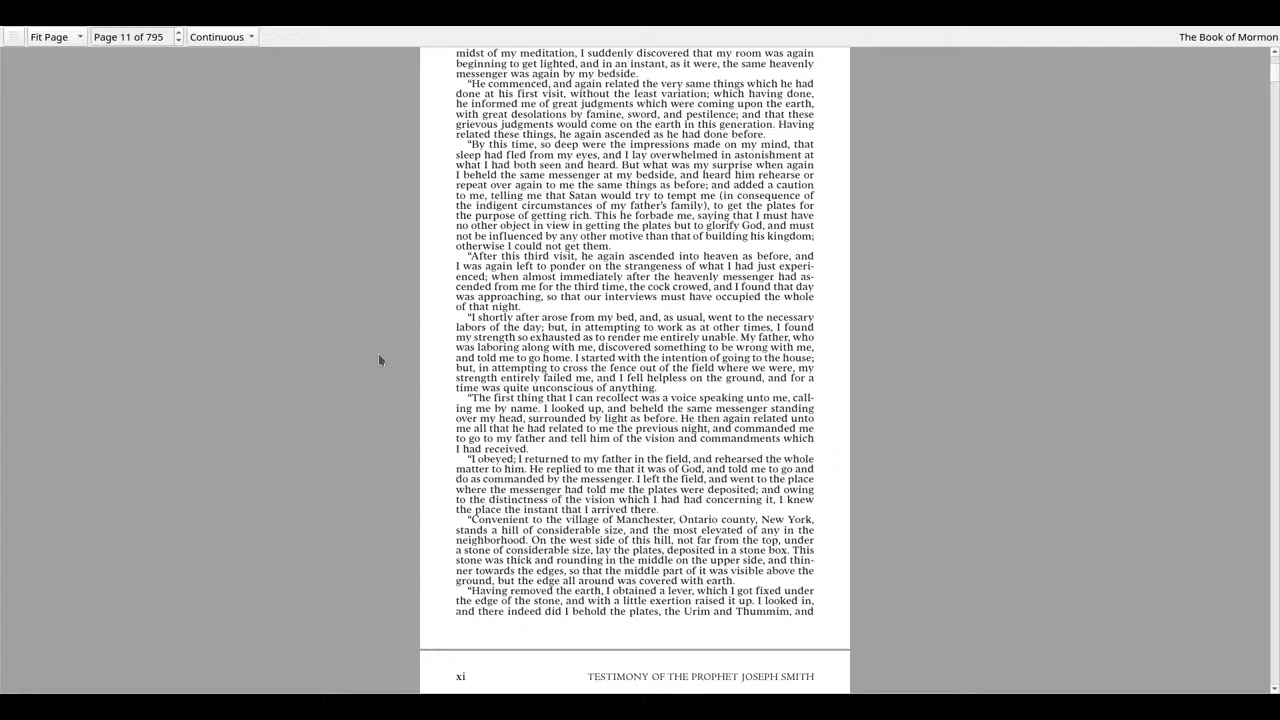 Fit Page
Page 11 of 795
Continuous
The Book of Mormon
midst of my meditation, I suddenly discovered that my room was again
beginning to get lighted, and in an instant, as it were, the same heavenly
messenger was again by my bedside.
“He commenced, and again related the very same things which he had
done at his first visit, without the least variation; which having done,
he informed me of great judgments which were coming upon the earth,
with great desolations by famine, sword, and pestilence; and that these
grievous judgments would come on the earth in this generation. Having
related these things, he again ascended as he had done before.
“By this time, so deep were the impressions made on my mind, that
sleep had fled from my eyes, and I lay overwhelmed in astonishment at
what I had both seen and heard. But what was my surprise when again
I beheld the same messenger at my bedside, and heard him rehearse or
repeat over again to me the same things as before; and added a caution
to me, telling me that Satan would try to tempt me (in consequence of
the indigent circumstances of my father’s family), to get the plates for
the purpose of getting rich. This he forbade me, saying that I must have
no other object in view in getting the plates but to glorify God, and must
not be influenced by any other motive than that of building his kingdom;
otherwise I could not get them.
“After this third visit, he again ascended into heaven as before, and
I was again left to ponder on the strangeness of what I had just experi-
enced; when almost immediately after the heavenly messenger had as-
cended from me for the third time, the cock crowed, and I found that day
was approaching, so that our interviews must have occupied the whole
of that night.
“I shortly after arose from my bed, and, as usual, went to the necessary
labors of the day; but, in attempting to work as at other times, I found
my strength so exhausted as to render me entirely unable. My father, who
was laboring along with me, discovered something to be wrong with me,
and told me to go home. I started with the intention of going to the house;
but, in attempting to cross the fence out of the field where we were, my
strength entirely failed me, and I fell helpless on the ground, and for a
time was quite unconscious of anything.
“The first thing that I can recollect was a voice speaking unto me, call-
ing me by name. I looked up, and beheld the same messenger standing
over my head, surrounded by light as before. He then again related unto
me all that he had related to me the previous night, and commanded me
to go to my father and tell him of the vision and commandments which
I had received.
“I obeyed; I returned to my father in the field, and rehearsed the whole
matter to him. He replied to me that it was of God, and told me to go and
do as commanded by the messenger. I left the field, and went to the place
where the messenger had told me the plates were deposited; and owing
to the distinctness of the vision which I had had concerning it, I knew
the place the instant that I arrived there.
“Convenient to the village of Manchester, Ontario county, New York,
stands a hill of considerable size, and the most elevated of any in the
neighborhood. On the west side of this hill, not far from the top, under
a stone of considerable size, lay the plates, deposited in a stone box. This
stone was thick and rounding in the middle on the upper side, and thin-
ner towards the edges, so that the middle part of it was visible above the
ground, but the edge all around was covered with earth.
“Having removed the earth, I obtained a lever, which I got fixed under
the edge of the stone, and with a little exertion raised it up. I looked in,
and there indeed did I behold the plates, the Urim and Thummim, and
xi
TESTIMONY OF THE PROPHET JOSEPH SMITH